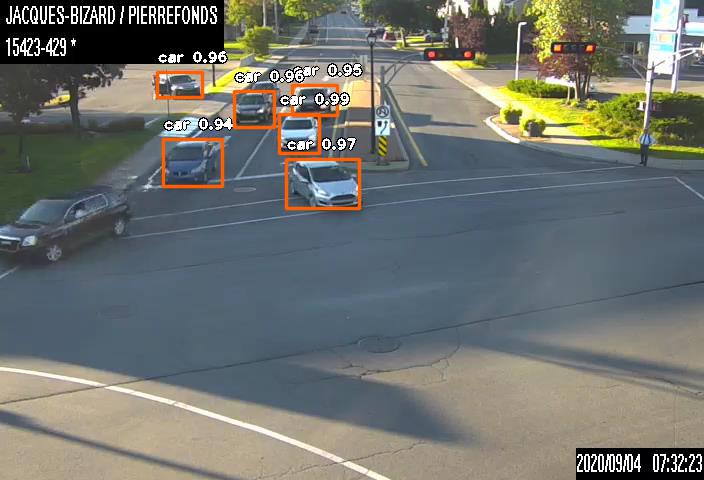 JACQUES-BIZARD / PIERREFONDS
15423-429 *
car 0.96
car 0.96
car 0.95
car 0.99
car 0.94
car 0.97
2020/09/04 07:32:23